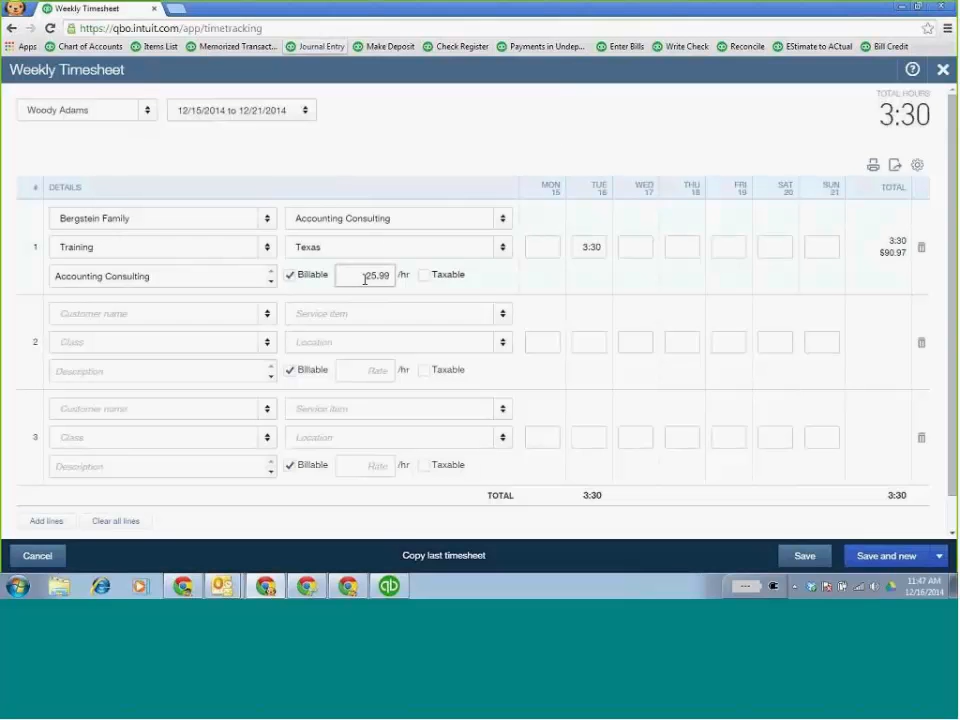 Weekly Timesheet
https://qbo.intuit.com/app/timetracking
Apps Chart of Accounts Items List Memorized Transact... Journal Entry Make Deposit Check Register Payments in Undep... Enter Bills Write Check Reconcile EStimate to ACtual Bill Credit
Weekly Timesheet
Woody Adams 12/15/2014 to 12/21/2014
TOTAL HOURS
3:30
# DETAILS MON 15 TUE 16 WED 17 THU 18 FRI 19 SAT 20 SUN 21 TOTAL
Bergstein Family Accounting Consulting
1 Training Texas 3:30 3:30
$90.97
Accounting Consulting Billable 25.99 /hr Taxable
Customer name Service item
2 Class Location
Description Billable Rate /hr Taxable
Customer name Service item
3 Class Location
Description Billable Rate /hr Taxable
TOTAL 3:30 3:30
Add lines Clear all lines
Cancel Copy last timesheet Save Save and new
11:47 AM
12/16/2014